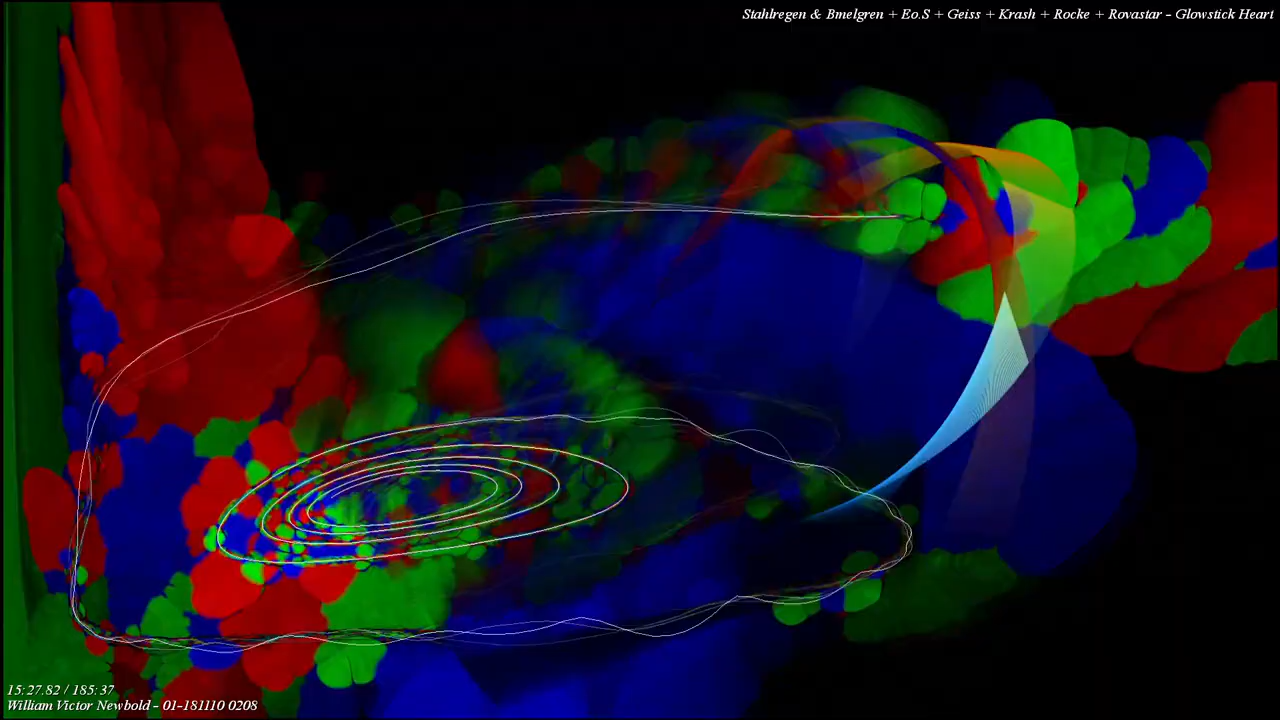 Stahlregen & Bmelgren + Eo.S + Geiss + Krash + Rocke + Rovastar - Glowstick Heart
15:27.82 / 185:37
William Victor Newbold - 01-181110 0208